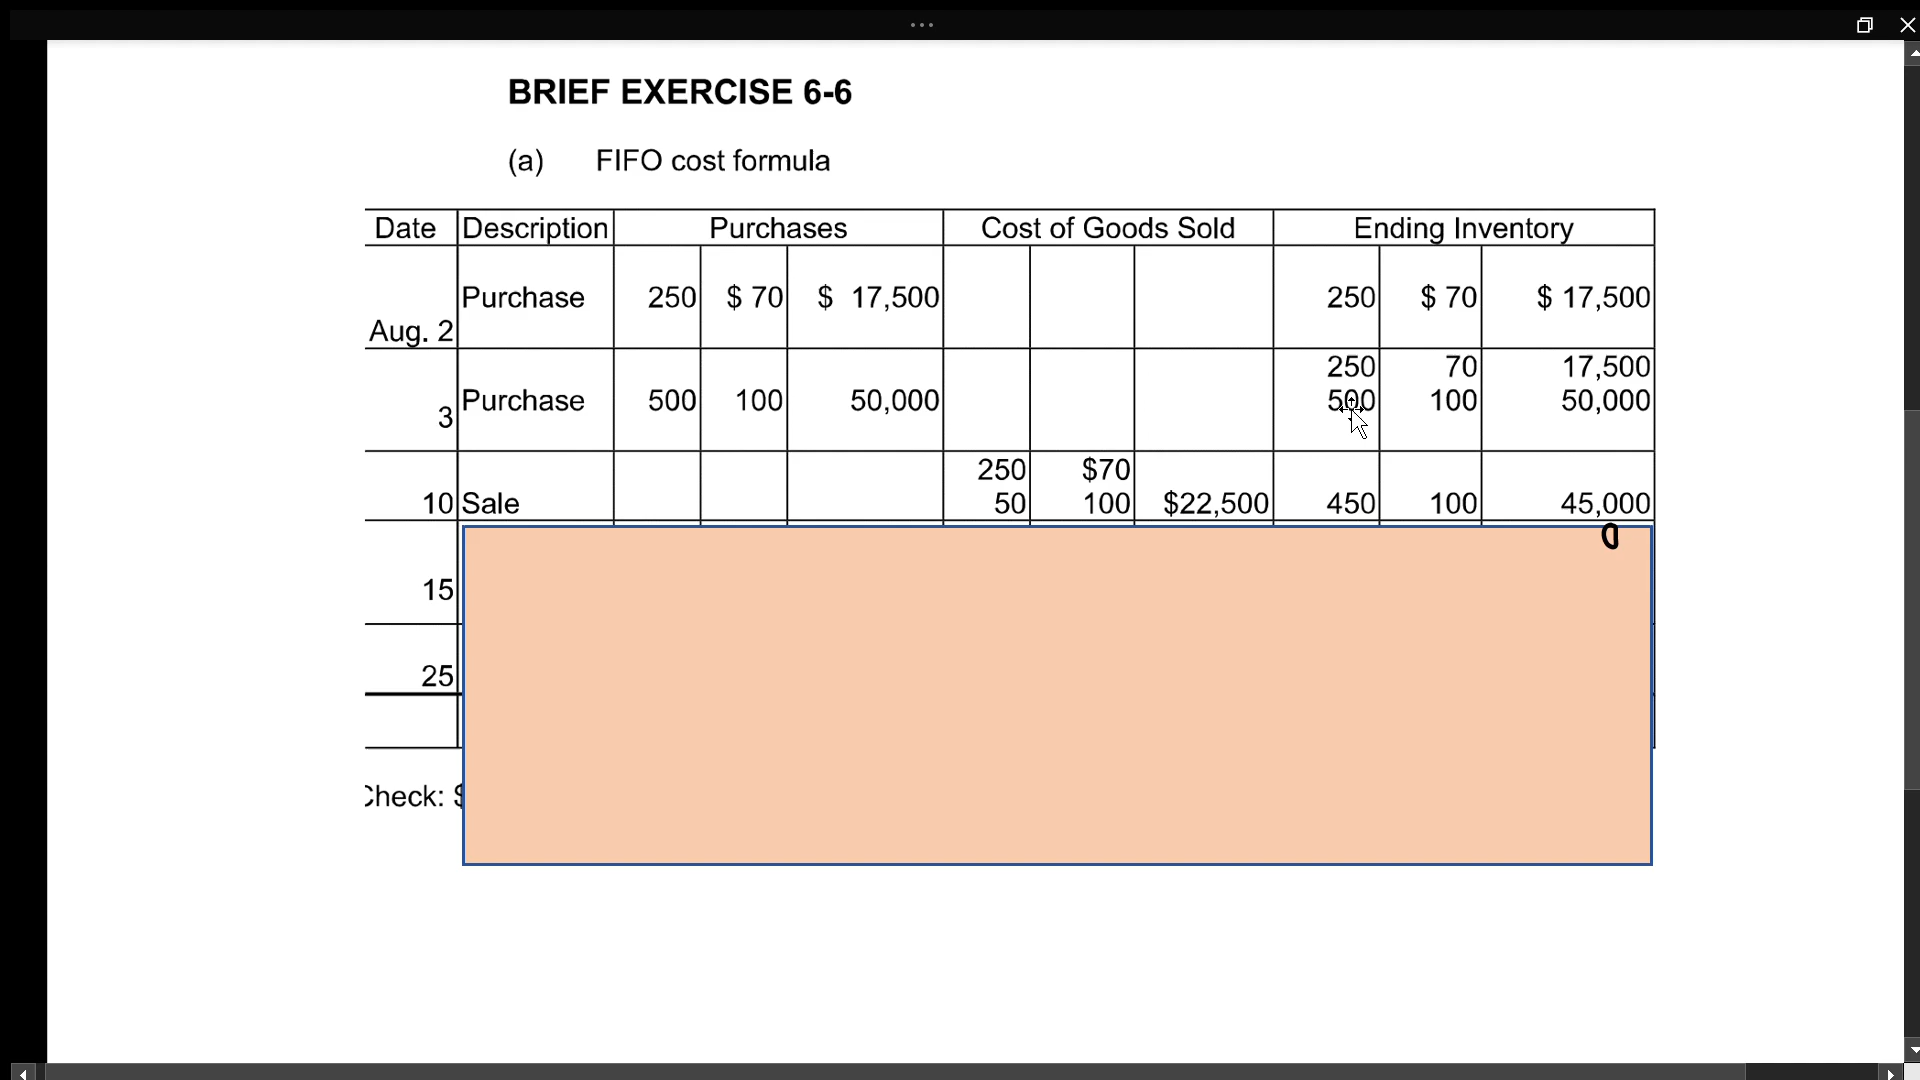 BRIEF EXERCISE 6-6
(a) FIFO cost formula
Date Description Purchases Cost of Goods Sold Ending Inventory
Aug. 2 Purchase 250 $ 70 $ 17,500 250 $ 70 $ 17,500
250 70 17,500
3 Purchase 500 100 50,000 500 100 50,000
250 $70
10 Sale 50 100 $22,500 450 100 45,000
15
25
Check: $